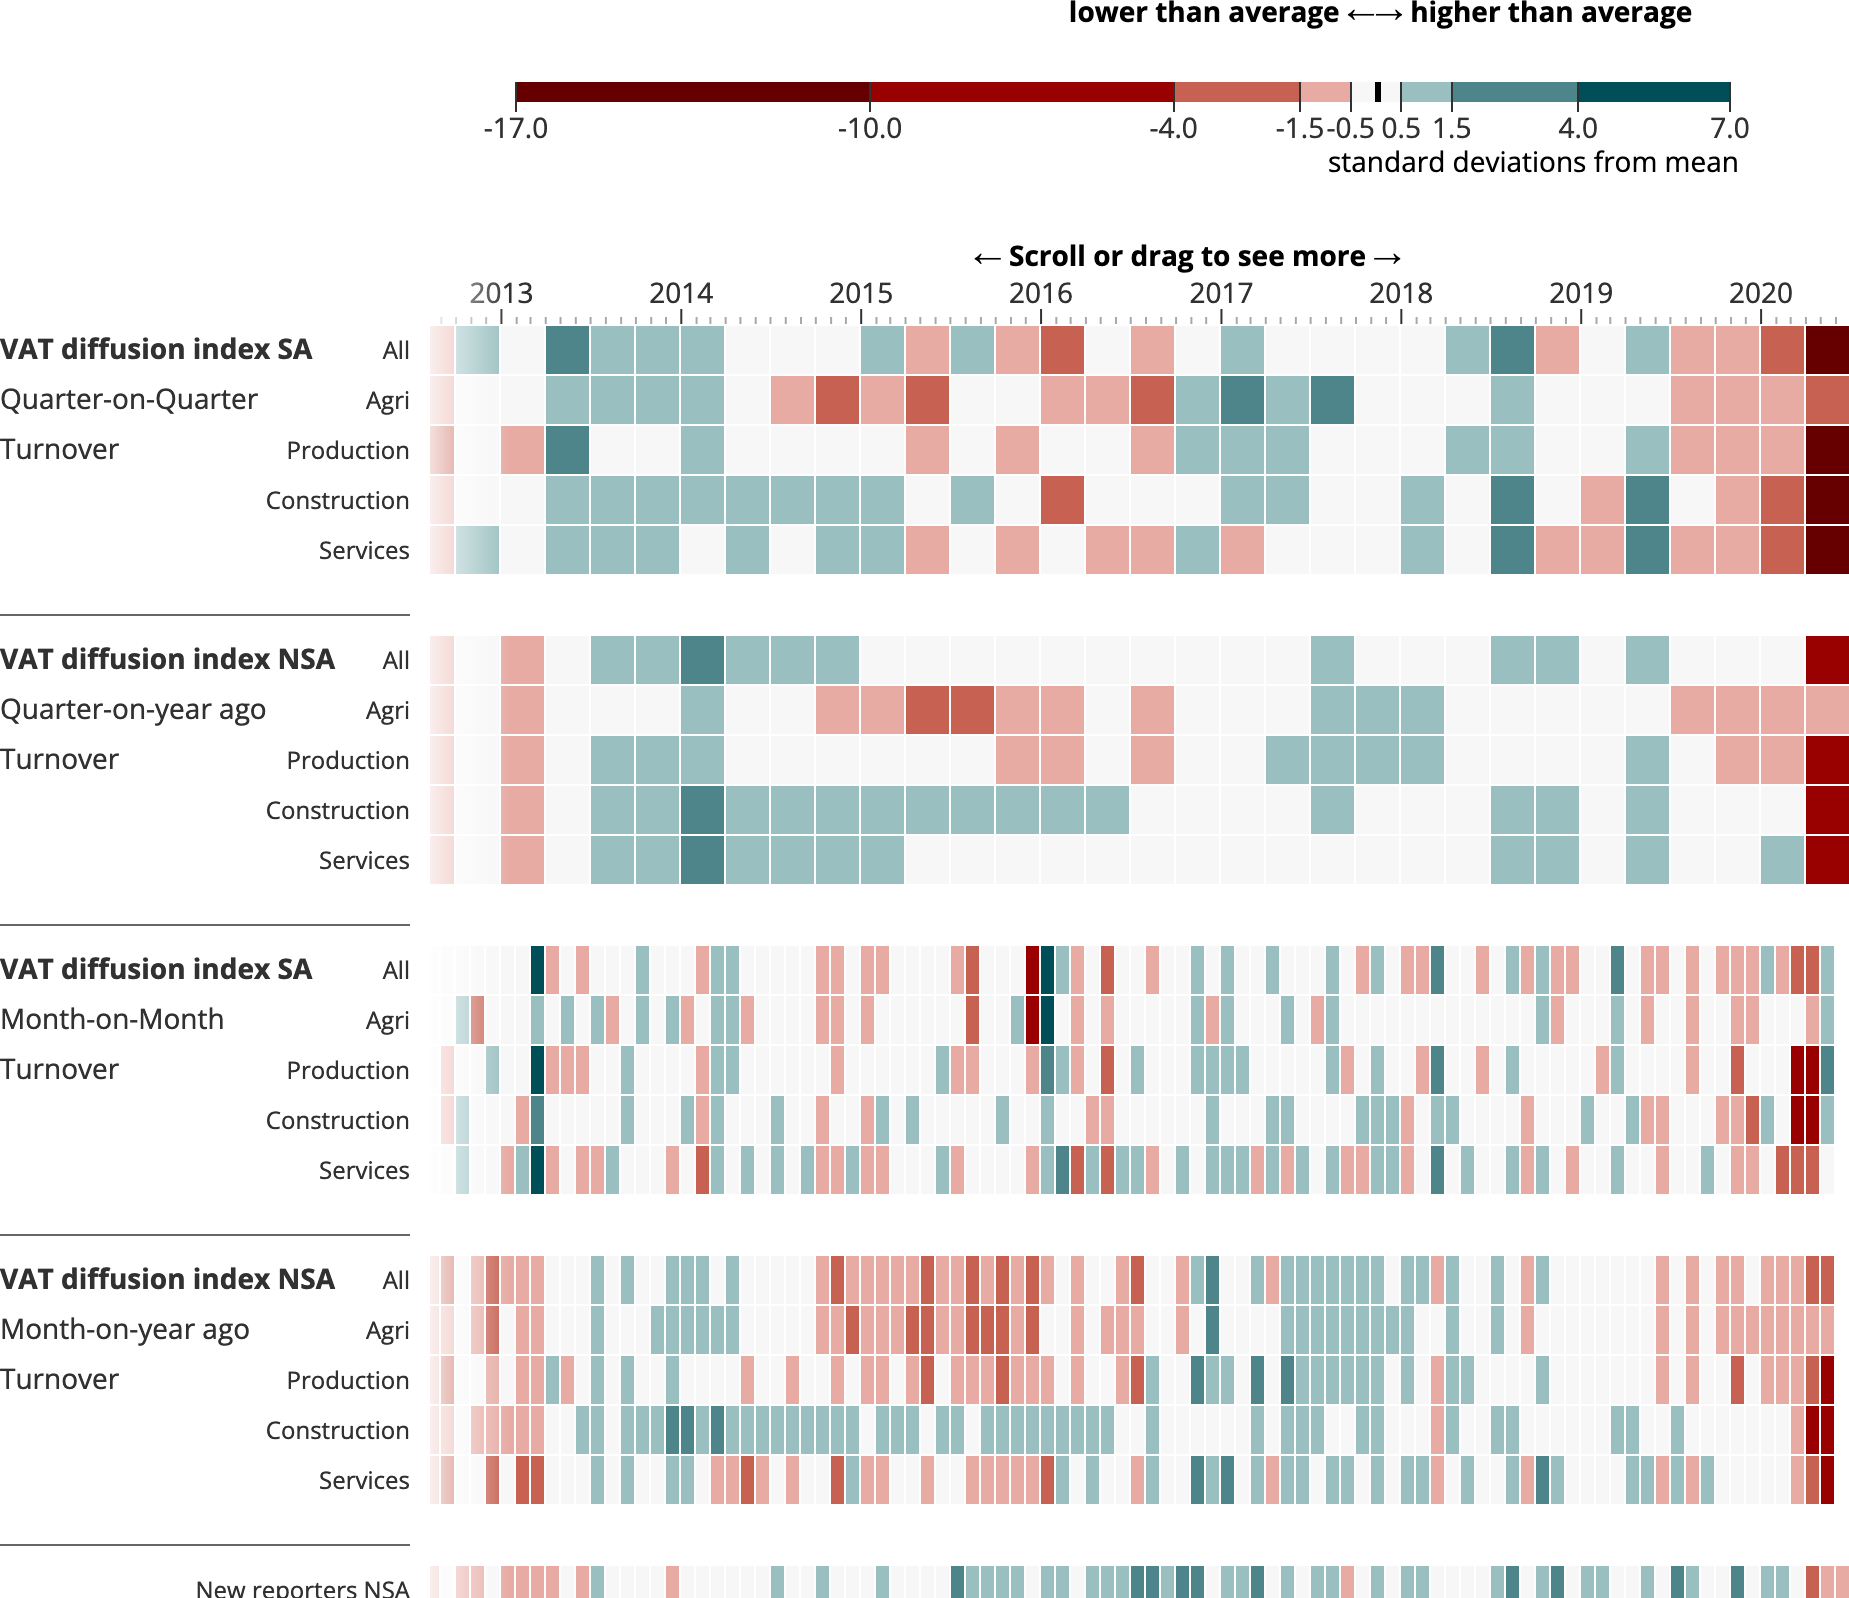 lower than average ←→ higher than average
-17.0 -10.0 -4.0 -1.5 -0.5 0.5 1.5 4.0 7.0
standard deviations from mean
← Scroll or drag to see more →
2013 2014 2015 2016 2017 2018 2019 2020
VAT diffusion index SA All
Quarter-on-Quarter Agri
Turnover Production
Construction
Services
VAT diffusion index NSA All
Quarter-on-year ago Agri
Turnover Production
Construction
Services
VAT diffusion index SA All
Month-on-Month Agri
Turnover Production
Construction
Services
VAT diffusion index NSA All
Month-on-year ago Agri
Turnover Production
Construction
Services
New reporters NSA